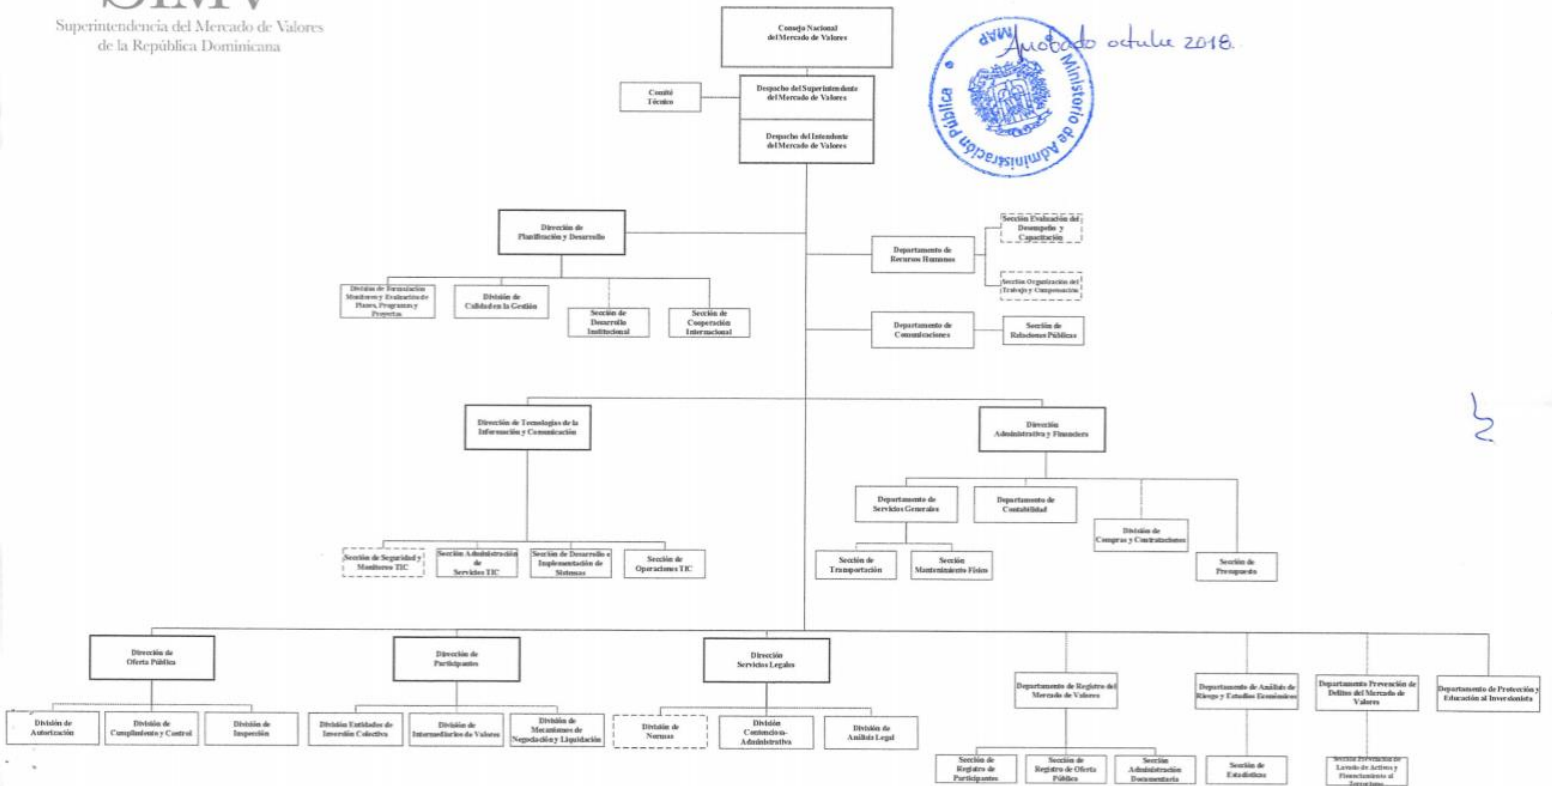 SIMV
Superintendencia del Mercado de Valores
de la República Dominicana
Consejo Nacional
del Mercado de Valores
Aprobado octubre 2018.
MAP
Ministerio de Administración Pública
Comité
Técnico
Despacho del Superintendente
del Mercado de Valores
Despacho del Intendente
del Mercado de Valores
Dirección de
Planificación y Desarrollo
Departamento de
Recursos Humanos
Sección Evaluación del
Desempeño y
Capacitación
Sección Organización del
Trabajo y Compensación
División de Formulación
Monitoreo y Evaluación de
Planes, Programas y
Proyectos
División de
Calidad en la Gestión
Sección de
Desarrollo
Institucional
Sección de
Cooperación
Internacional
Departamento de
Comunicaciones
Sección de
Relaciones Públicas
Dirección de Tecnologías de la
Información y Comunicación
Dirección
Administrativa y Financiera
Departamento de
Servicios Generales
Departamento de
Contabilidad
División de
Compras y Contrataciones
Sección de
Presupuesto
Sección de Seguridad y
Monitoreo TIC
Sección Administración
de
Servicios TIC
Sección de Desarrollo e
Implementación de
Sistemas
Sección de
Operaciones TIC
Sección de
Transportación
Sección
Mantenimiento Físico
Dirección de
Oferta Pública
Dirección de
Participantes
Dirección
Servicios Legales
Departamento de Registro del
Mercado de Valores
Departamento de Análisis de
Riesgo y Estudios Económicos
Departamento Prevención de
Delitos del Mercado de
Valores
Departamento de Protección y
Educación al Inversionista
División de
Autorización
División de
Cumplimiento y Control
División de
Inspección
División Entidades de
Inversión Colectiva
División de
Intermediarios de Valores
División de
Mecanismos de
Negociación y Liquidación
División de
Normas
División
Contencioso-
Administrativa
División de
Análisis Legal
Sección de
Registro de
Participantes
Sección de
Registro de Oferta
Pública
Sección
Administración
Documentaria
Sección de
Estadísticas
Sección Prevención de
Lavado de Activos y
Financiamiento al
Terrorismo